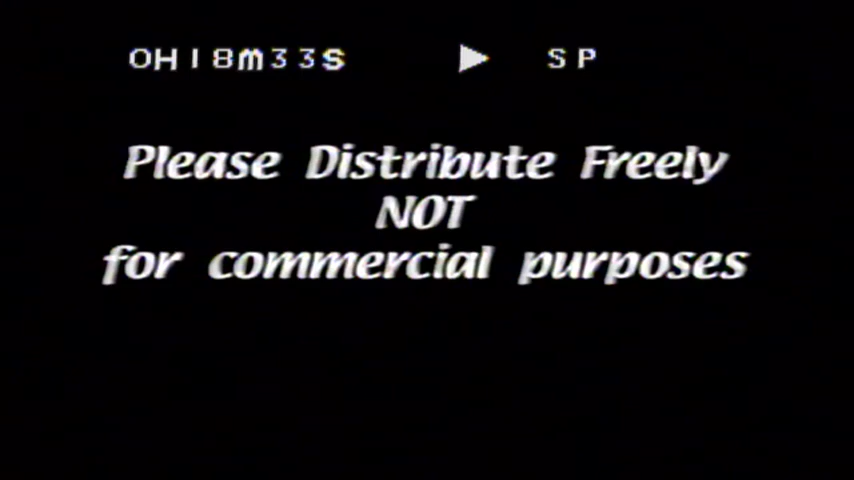 0H18m33s ▶ SP
Please Distribute Freely
NOT
for commercial purposes